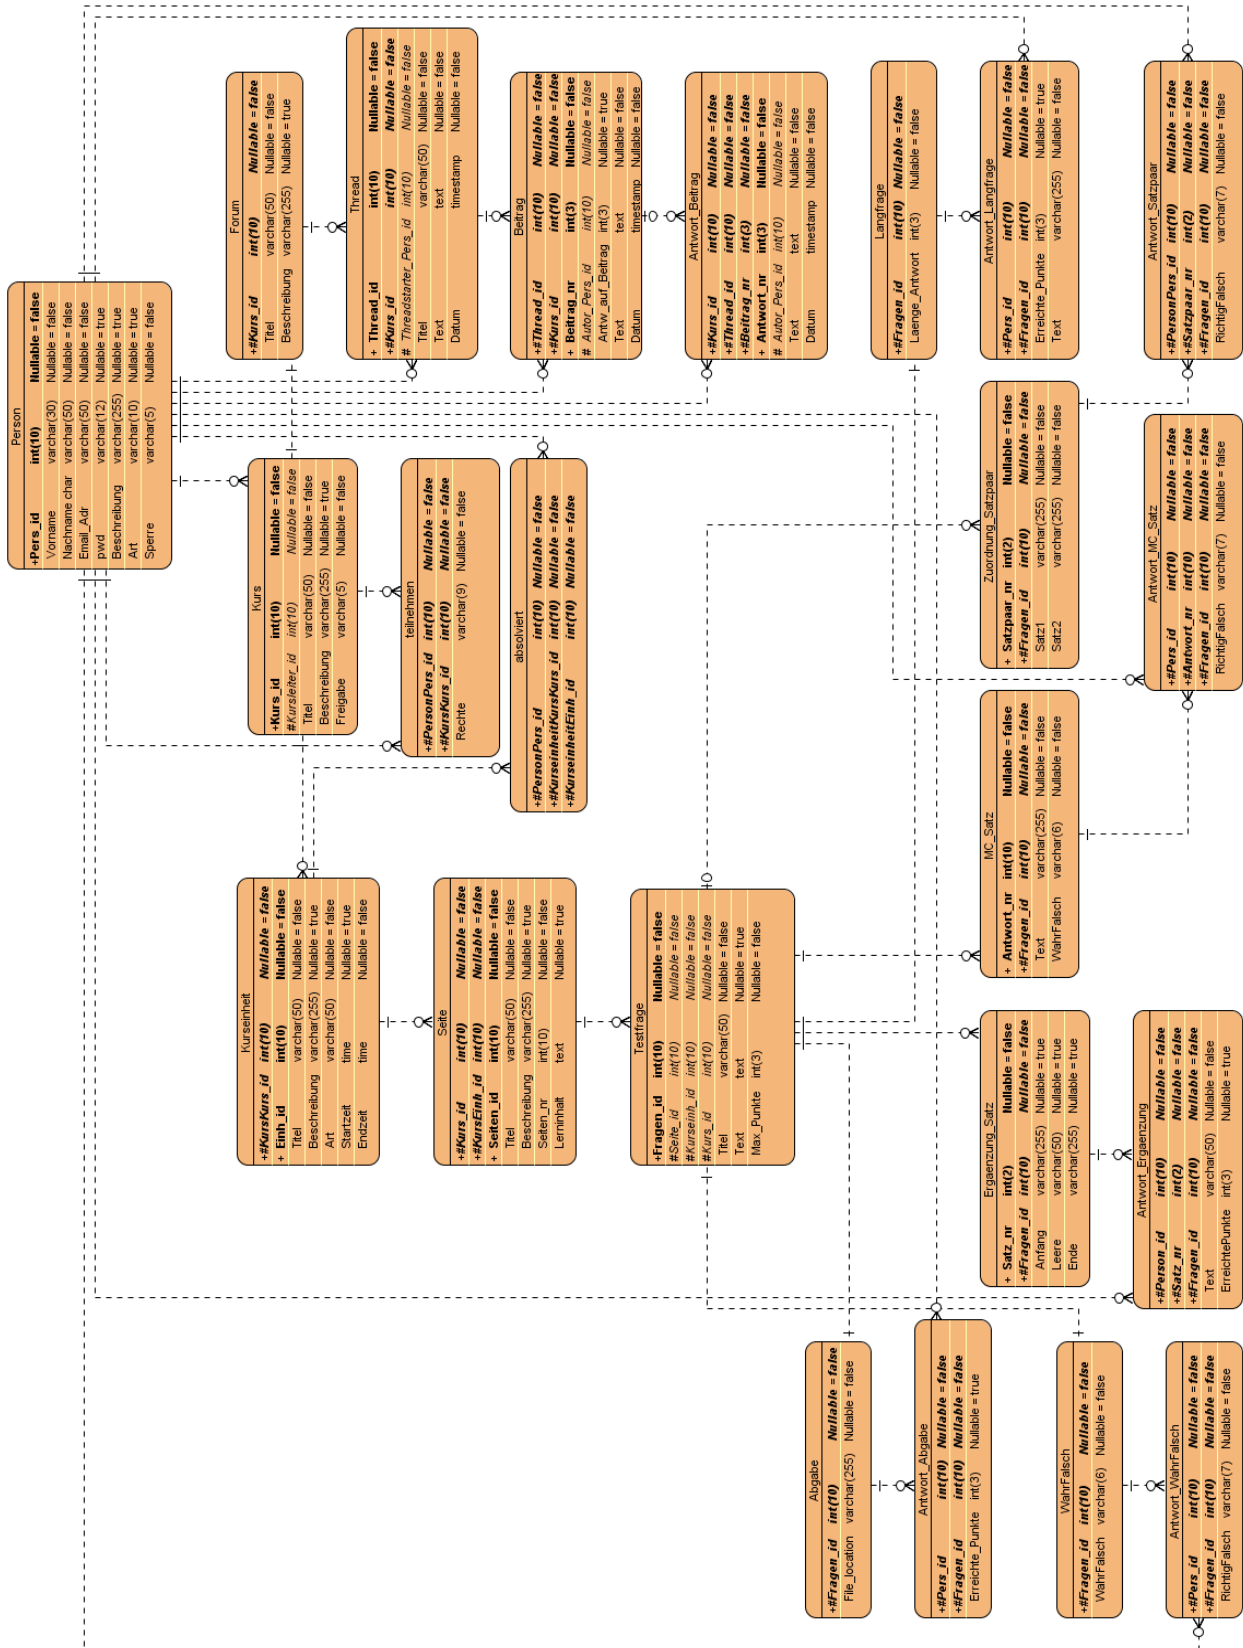 Person
+Pers_id int(10) Nullable = false
Vorname varchar(30) Nullable = false
Nachname char varchar(50) Nullable = false
Email_Adr varchar(50) Nullable = false
pwd varchar(12) Nullable = true
Beschreibung varchar(255) Nullable = true
Art varchar(10) Nullable = true
Sperre varchar(5) Nullable = false
Forum
+#Kurs_id int(10) Nullable = false
Titel varchar(50) Nullable = false
Beschreibung varchar(255) Nullable = true
Thread
+ Thread_id int(10) Nullable = false
+#Kurs_id int(10) Nullable = false
# Threadstarter_Pers_id int(10) Nullable = false
Titel varchar(50) Nullable = false
Text text Nullable = false
Datum timestamp Nullable = false
Beitrag
+#Thread_id int(10) Nullable = false
+#Kurs_id int(10) Nullable = false
+ Beitrag_nr int(3) Nullable = false
# Autor_Pers_id int(10) Nullable = false
Antw_auf_Beitrag int(3) Nullable = true
Text text Nullable = false
Datum timestamp Nullable = false
Antwort_Beitrag
+#Kurs_id int(10) Nullable = false
+#Thread_id int(10) Nullable = false
+#Beitrag_nr int(3) Nullable = false
+ Antwort_nr int(3) Nullable = false
# Autor_Pers_id int(10) Nullable = false
Text text Nullable = false
Datum timestamp Nullable = false
Langfrage
+#Fragen_id int(10) Nullable = false
Laenge_Antwort int(3) Nullable = false
Antwort_Langfrage
+#Pers_id int(10) Nullable = false
+#Fragen_id int(10) Nullable = false
Erreichte_Punkte int(3) Nullable = true
Text varchar(255) Nullable = false
Antwort_Satzpaar
+#PersonPers_id int(10) Nullable = false
+#Satzpaar_nr int(2) Nullable = false
+#Fragen_id int(10) Nullable = false
RichtigFalsch varchar(7) Nullable = false
Kurs
+Kurs_id int(10) Nullable = false
#Kursleiter_id int(10) Nullable = false
Titel varchar(50) Nullable = false
Beschreibung varchar(255) Nullable = true
Freigabe varchar(5) Nullable = false
teilnehmen
+#PersonPers_id int(10) Nullable = false
+#KursKurs_id int(10) Nullable = false
Rechte varchar(9) Nullable = false
absolviert
+#PersonPers_id int(10) Nullable = false
+#KurseinheitKursKurs_id int(10) Nullable = false
+#KurseinheitEinh_id int(10) Nullable = false
Zuordnung_Satzpaar
+ Satzpaar_nr int(2) Nullable = false
+#Fragen_id int(10) Nullable = false
Satz1 varchar(255) Nullable = false
Satz2 varchar(255) Nullable = false
Antwort_MC_Satz
+#Pers_id int(10) Nullable = false
+#Antwort_nr int(10) Nullable = false
+#Fragen_id int(10) Nullable = false
RichtigFalsch varchar(7) Nullable = false
MC_Satz
+ Antwort_nr int(10) Nullable = false
+#Fragen_id int(10) Nullable = false
Text varchar(255) Nullable = false
WahrFalsch varchar(6) Nullable = false
Kurseinheit
+#KursKurs_id int(10) Nullable = false
+ Einh_id int(10) Nullable = false
Titel varchar(50) Nullable = false
Beschreibung varchar(255) Nullable = true
Art varchar(50) Nullable = false
Startzeit time Nullable = false
Endzeit time Nullable = false
Seite
+#Kurs_id int(10) Nullable = false
+#KursEinh_id int(10) Nullable = false
+ Seiten_id int(10) Nullable = false
Titel varchar(50) Nullable = false
Beschreibung varchar(255) Nullable = true
Seiten_nr int(10) Nullable = false
Lerninhalt text Nullable = true
Testfrage
+Fragen_id int(10) Nullable = false
#Seite_id int(10) Nullable = false
#Kurseinh_id int(10) Nullable = false
#Kurs_id int(10) Nullable = false
Titel varchar(50) Nullable = false
Text text Nullable = true
Max_Punkte int(3) Nullable = false
Ergaenzung_Satz
+ Satz_nr int(2) Nullable = false
+#Fragen_id int(10) Nullable = false
Anfang varchar(255) Nullable = true
Leere varchar(50) Nullable = false
Ende varchar(255) Nullable = true
Antwort_Ergaenzung
+#Person_id int(10) Nullable = false
+#Satz_nr int(2) Nullable = false
+#Fragen_id int(10) Nullable = false
Text varchar(50) Nullable = false
ErreichtePunkte int(3) Nullable = true
Abgabe
+#Fragen_id int(10) Nullable = false
File_location varchar(255) Nullable = false
Antwort_Abgabe
+#Pers_id int(10) Nullable = false
+#Fragen_id int(10) Nullable = false
Erreichte_Punkte int(3) Nullable = true
WahrFalsch
+#Fragen_id int(10) Nullable = false
WahrFalsch varchar(6) Nullable = false
Antwort_WahrFalsch
+#Pers_id int(10) Nullable = false
+#Fragen_id int(10) Nullable = false
RichtigFalsch varchar(7) Nullable = false